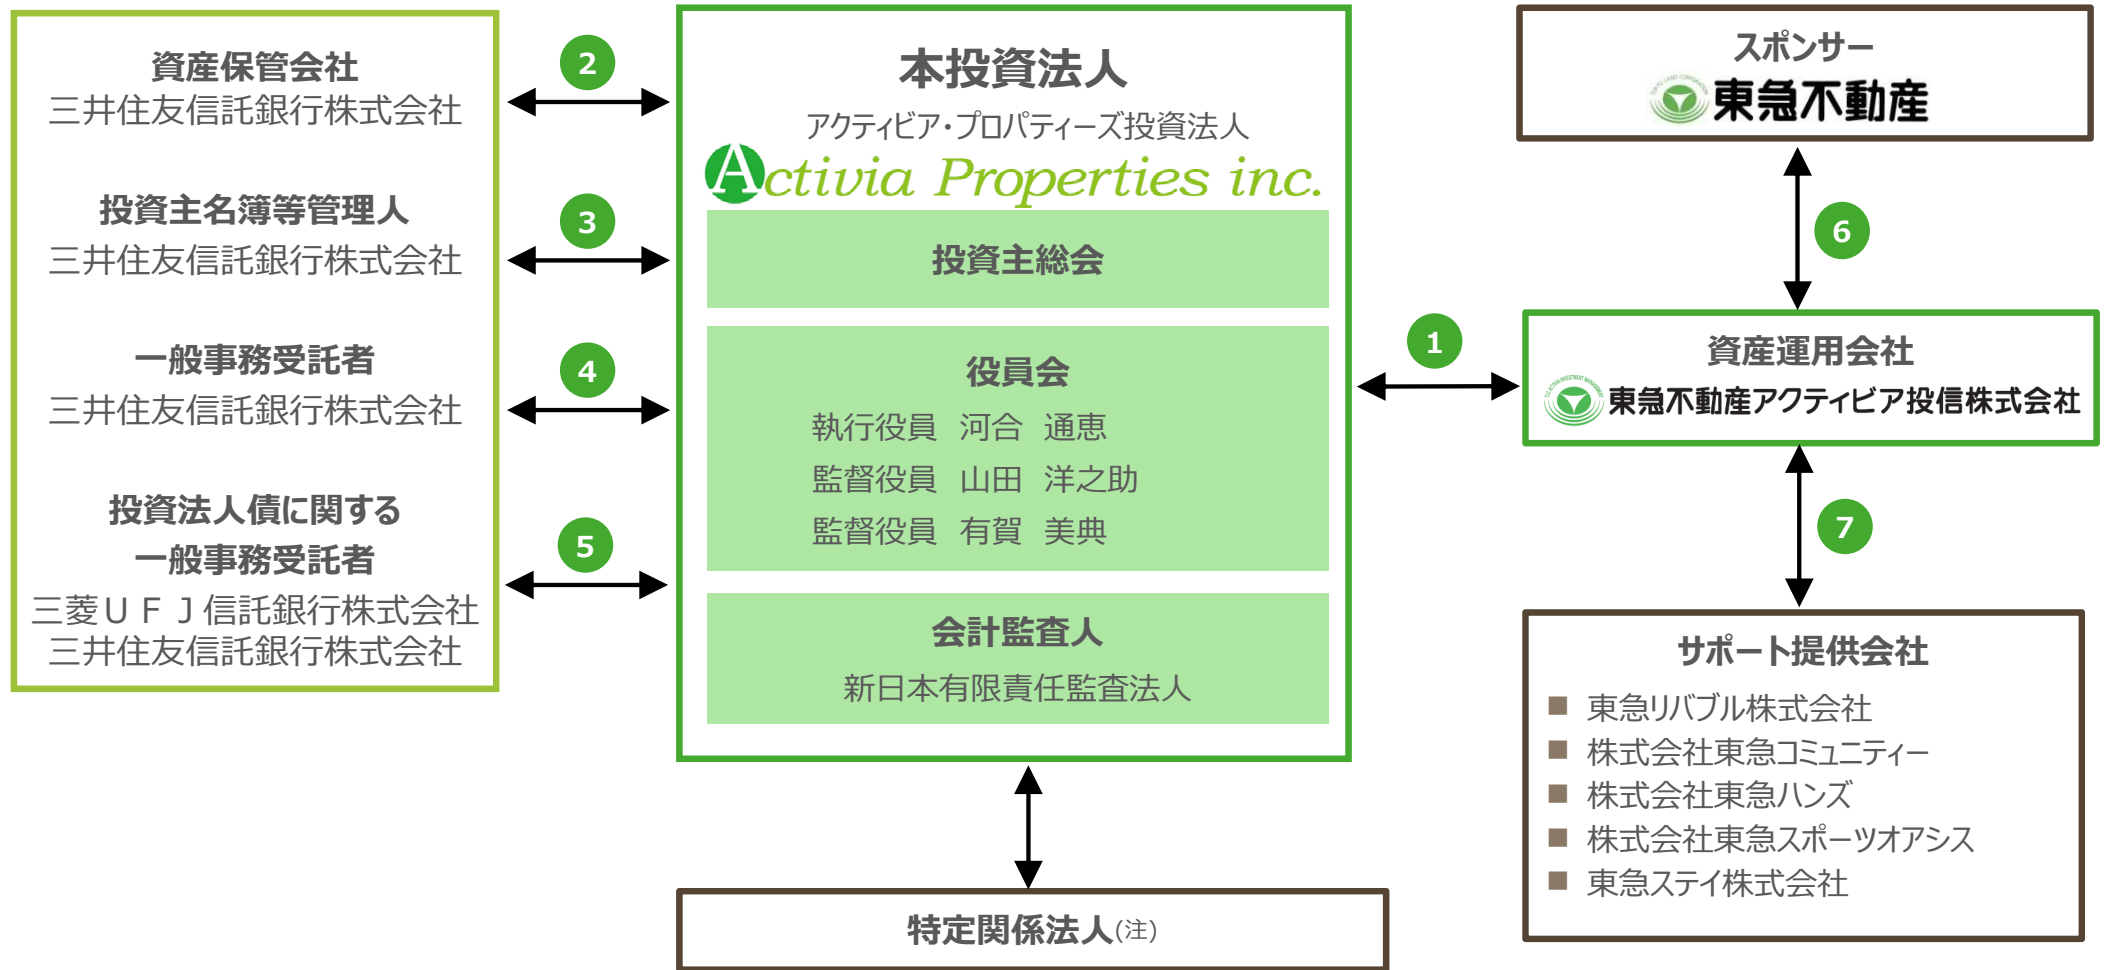 資産保管会社
三井住友信託銀行株式会社
投資主名簿等管理人
三井住友信託銀行株式会社
一般事務受託者
三井住友信託銀行株式会社
投資法人債に関する
一般事務受託者
三菱ＵＦＪ信託銀行株式会社
三井住友信託銀行株式会社
2
3
4
5
本投資法人
アクティビア・プロパティーズ投資法人
Activia Properties inc.
投資主総会
役員会
執行役員 河合 通恵
監督役員 山田 洋之助
監督役員 有賀 美典
会計監査人
新日本有限責任監査法人
特定関係法人(注)
1
スポンサー
東急不動産
6
資産運用会社
東急不動産アクティビア投信株式会社
7
サポート提供会社
■ 東急リバブル株式会社
■ 株式会社東急コミュニティー
■ 株式会社東急ハンズ
■ 株式会社東急スポーツオアシス
■ 東急ステイ株式会社